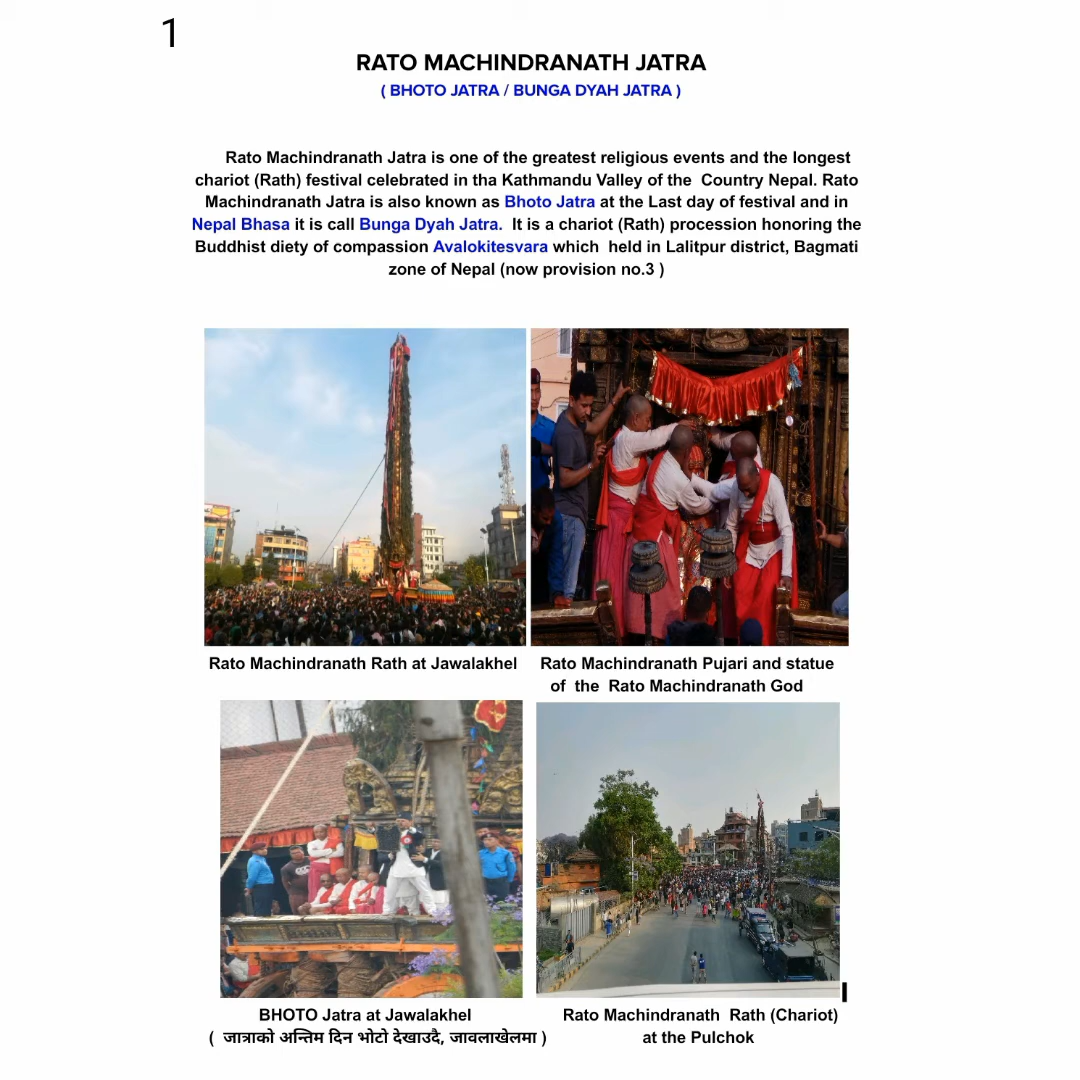 1
RATO MACHINDRANATH JATRA
( BHOTO JATRA / BUNGA DYAH JATRA )
Rato Machindranath Jatra is one of the greatest religious events and the longest
chariot (Rath) festival celebrated in tha Kathmandu Valley of the Country Nepal. Rato
Machindranath Jatra is also known as Bhoto Jatra at the Last day of festival and in
Nepal Bhasa it is call Bunga Dyah Jatra. It is a chariot (Rath) procession honoring the
Buddhist diety of compassion Avalokitesvara which held in Lalitpur district, Bagmati
zone of Nepal (now provision no.3 )
Rato Machindranath Rath at Jawalakhel
Rato Machindranath Pujari and statue
of the Rato Machindranath God
BHOTO Jatra at Jawalakhel
( जात्राको अन्तिम दिन भोटो देखाउदै, जावलाखेलमा )
Rato Machindranath Rath (Chariot)
at the Pulchok